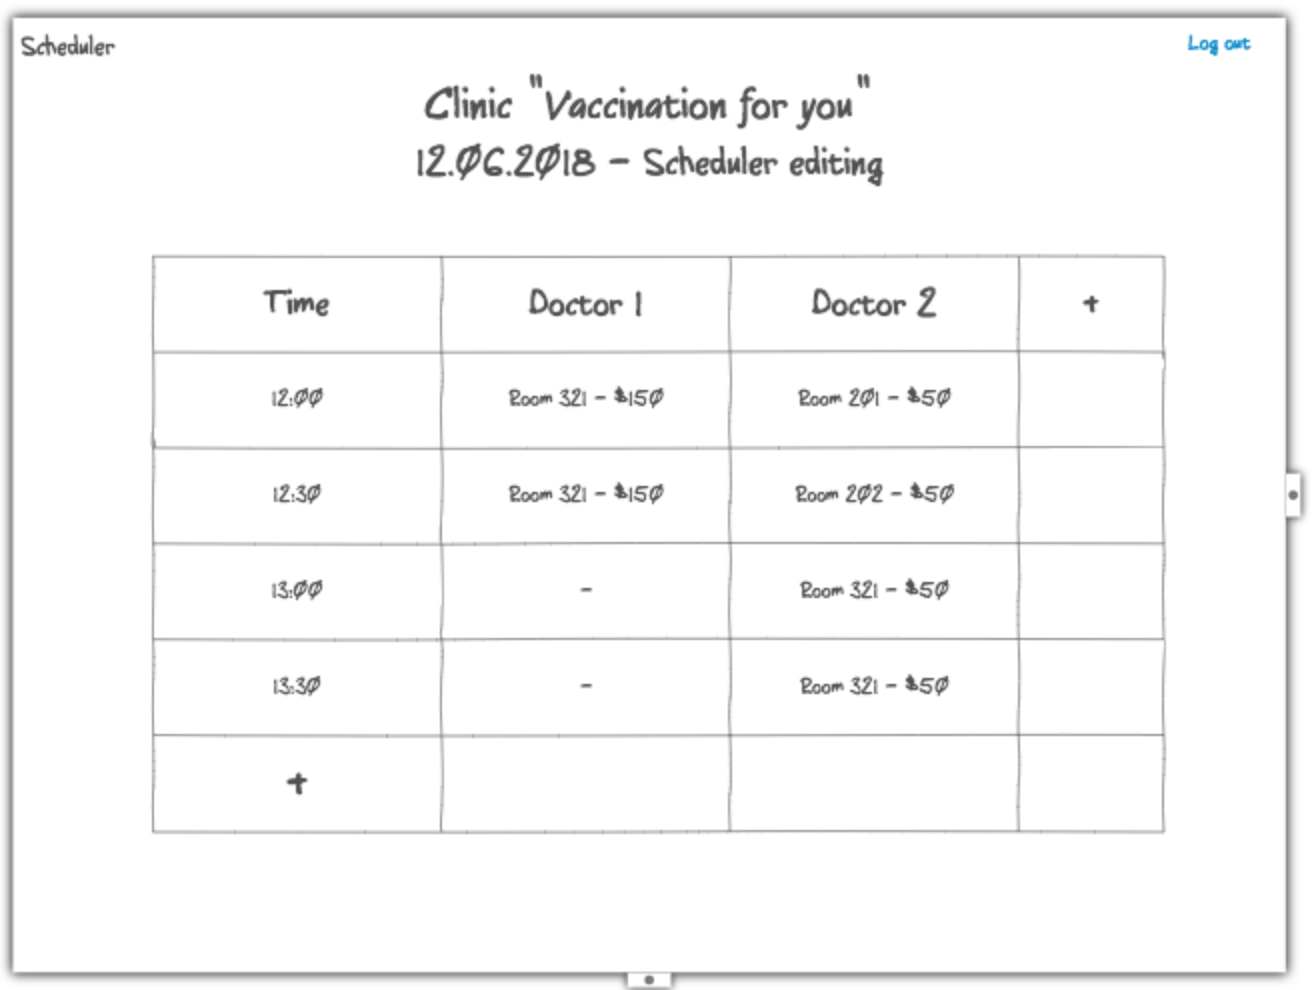 Scheduler
Log out
Clinic "Vaccination for you"
12.06.2018 - Scheduler editing
Time Doctor 1 Doctor 2 +
12:00 Room 321 - $150 Room 201 - $50
12:30 Room 321 - $150 Room 202 - $50
13:00 - Room 321 - $50
13:30 - Room 321 - $50
+